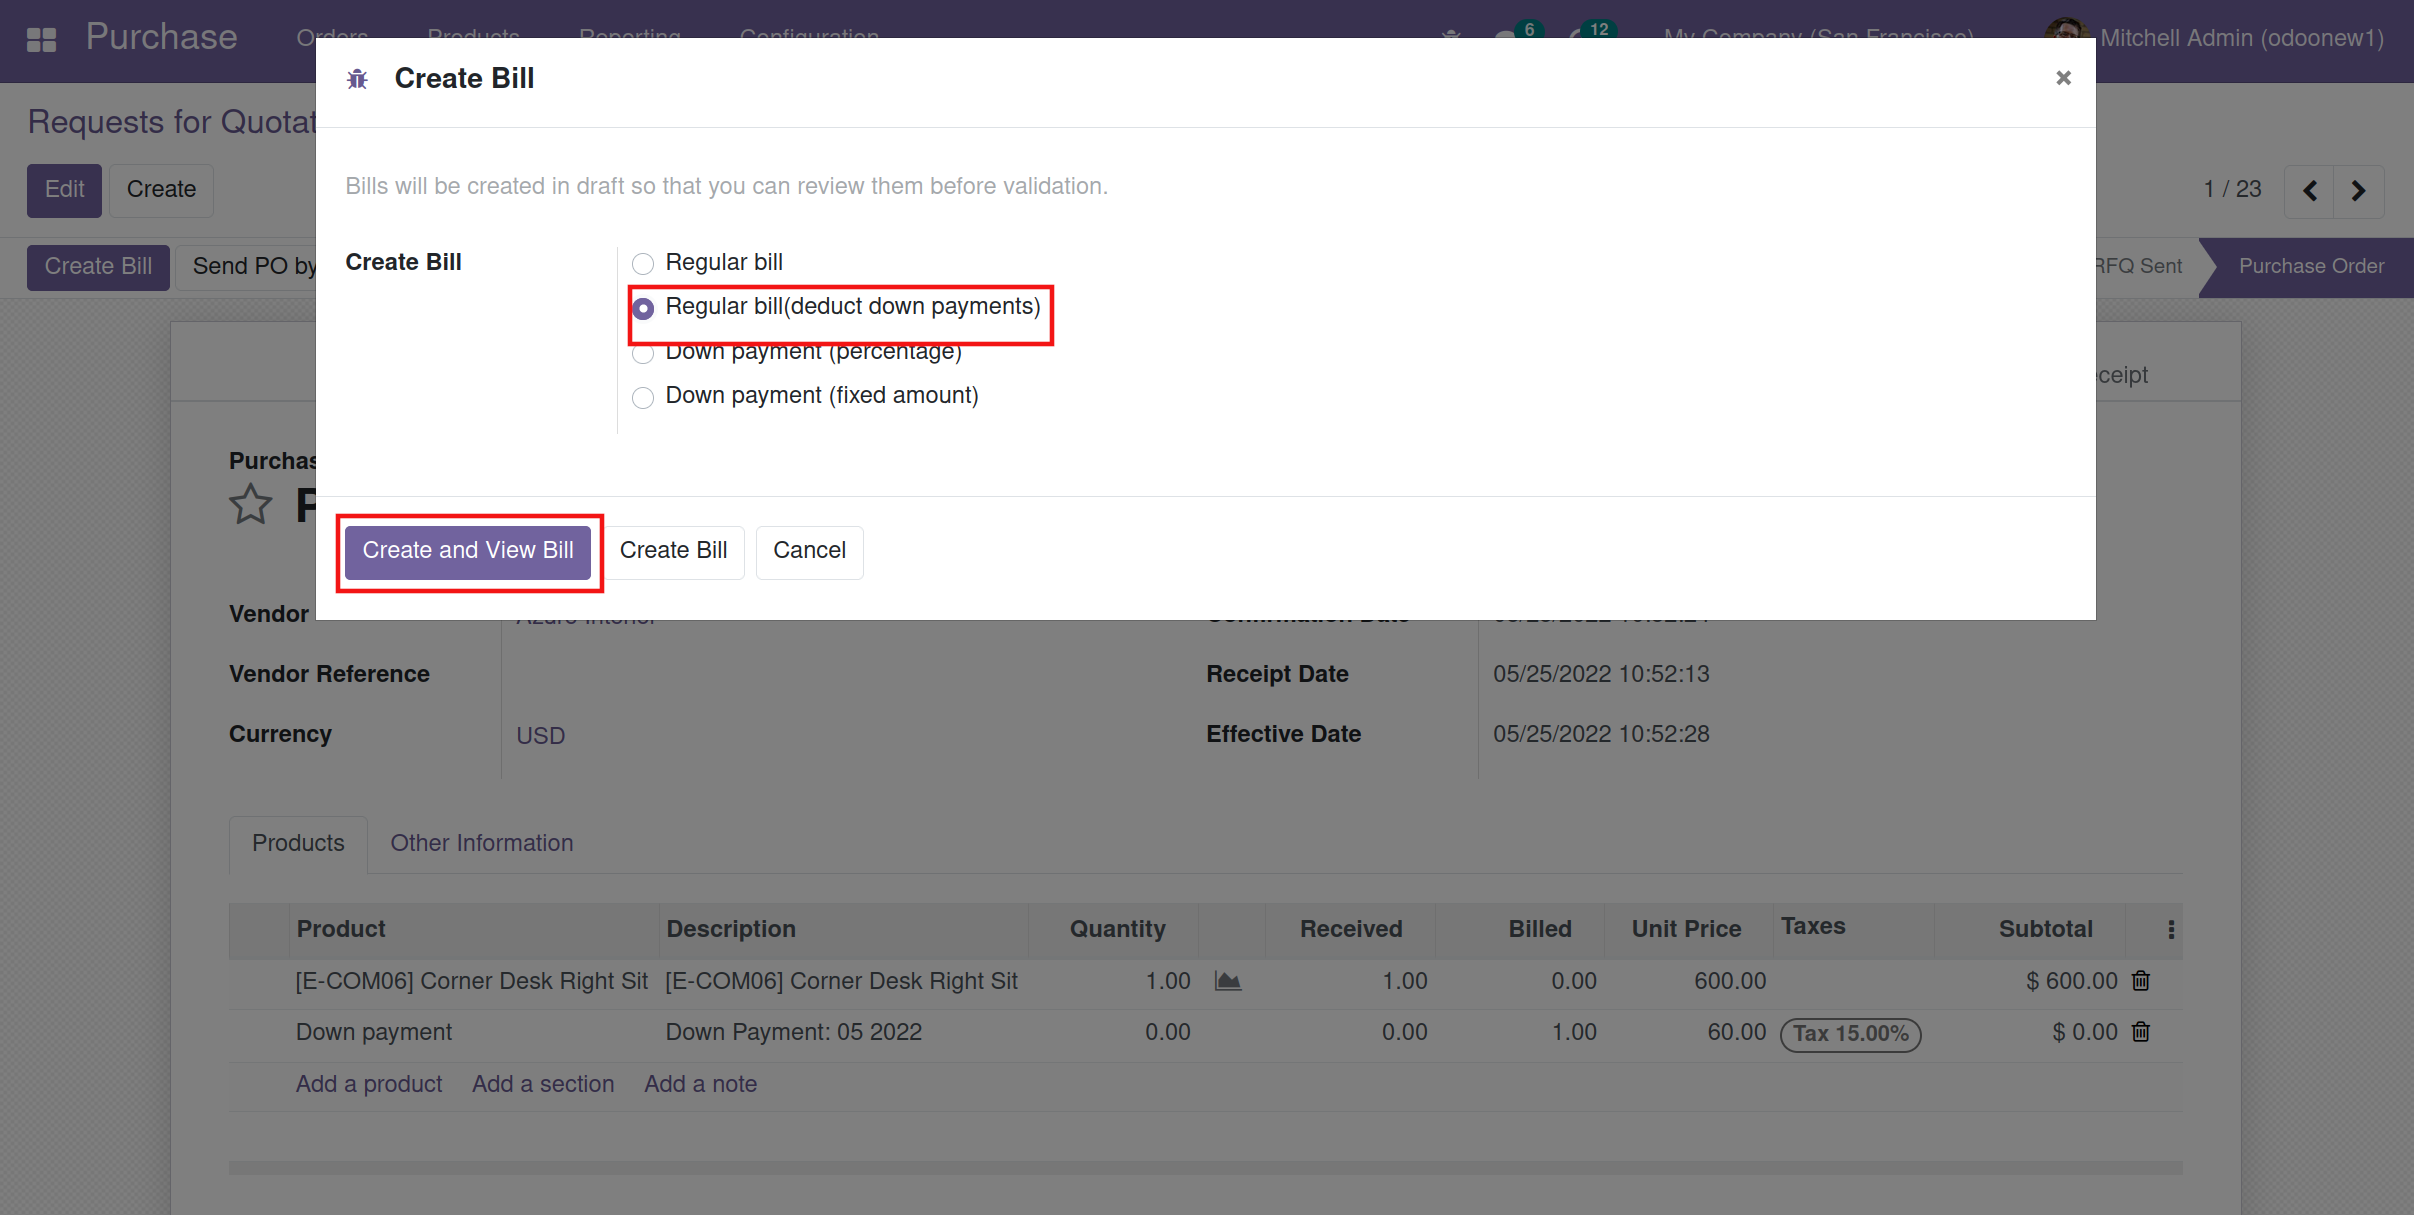 Purchase Orders Products Reporting Configuration 6 12 My Company (San Francisco) Mitchell Admin (odoonew1)
Create Bill ×
Requests for
Bills will be created in draft so that you can review them before validation.
Edit Create 1 / 23
Create Bill Send PO by RFQ Sent Purchase Order
Create Bill
Regular bill
Regular bill(deduct down payments)
Down payment (percentage)
Down payment (fixed amount)
Create and View Bill Create Bill Cancel
Vendor Azure Interior Confirmation Date
Vendor Reference Receipt Date 05/25/2022 10:52:13
Currency USD Effective Date 05/25/2022 10:52:28
Products Other Information
Product Description Quantity Received Billed Unit Price Taxes Subtotal
[E-COM06] Corner Desk Right Sit [E-COM06] Corner Desk Right Sit 1.00 1.00 0.00 600.00 $ 600.00
Down payment Down Payment: 05 2022 0.00 0.00 1.00 60.00 Tax 15.00% $ 0.00
Add a product Add a section Add a note